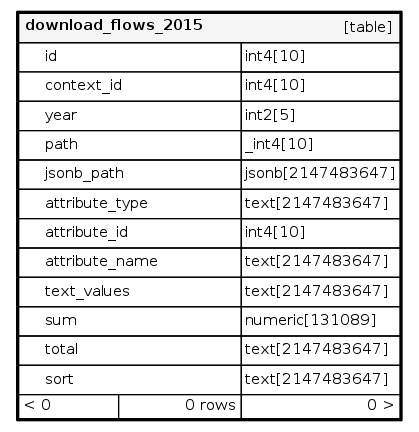 download_flows_2015 [table]
id int4[10]
context_id int4[10]
year int2[5]
path _int4[10]
jsonb_path jsonb[2147483647]
attribute_type text[2147483647]
attribute_id int4[10]
attribute_name text[2147483647]
text_values text[2147483647]
sum numeric[131089]
total text[2147483647]
sort text[2147483647]
< 0 0 rows 0 >